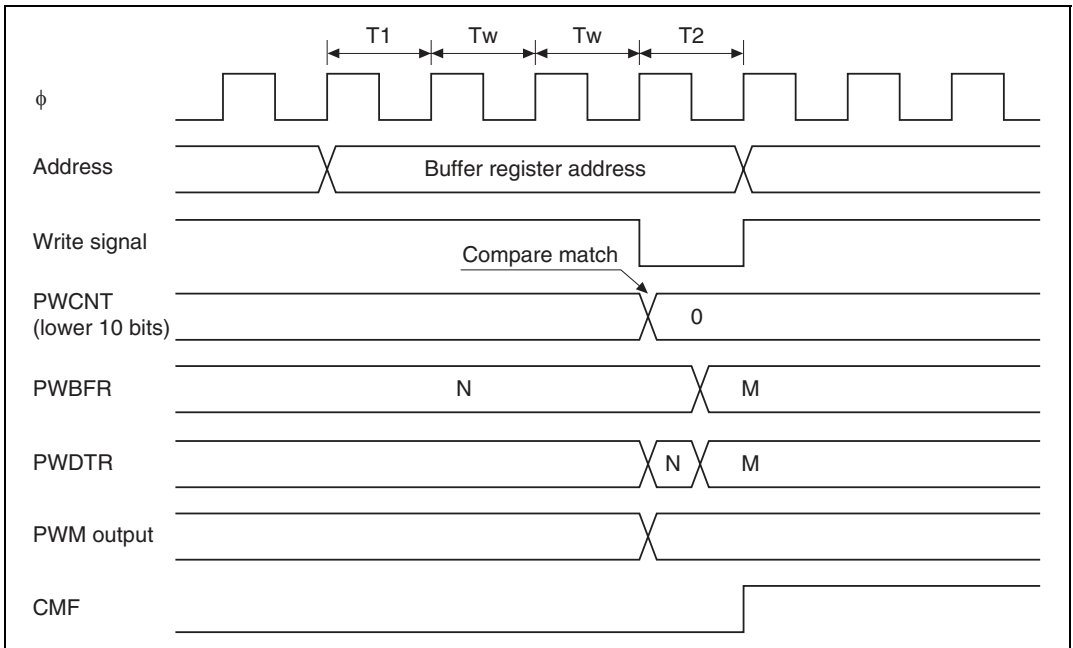 T1 Tw Tw T2
ϕ
Address Buffer register address
Write signal
Compare match
PWCNT
(lower 10 bits) 0
PWBFR N M
PWDTR N M
PWM output
CMF